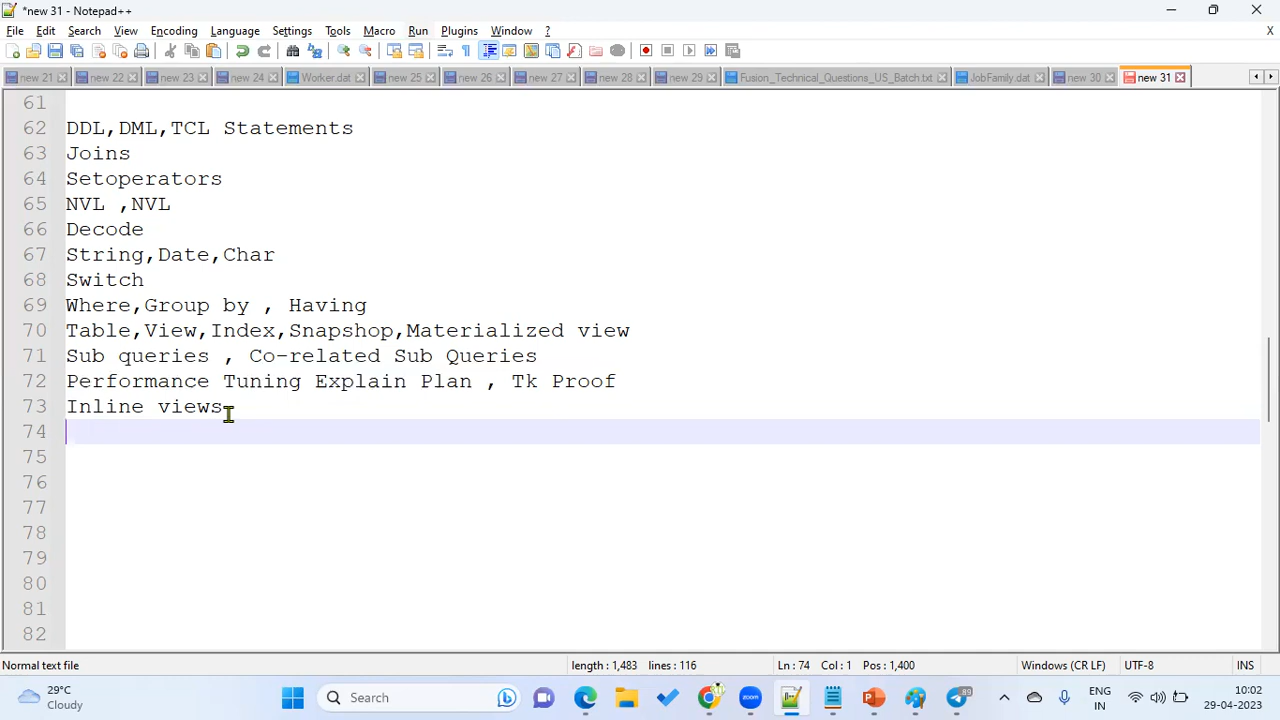 *new 31 - Notepad++
File Edit Search View Encoding Language Settings Tools Macro Run Plugins Window ? X
new 21 new 22 new 23 new 24 Worker.dat new 25 new 26 new 27 new 28 new 29 Fusion_Technical_Questions_US_Batch.txt JobFamily.dat new 30 new 31
61
62 DDL,DML,TCL Statements
63 Joins
64 Setoperators
65 NVL ,NVL
66 Decode
67 String,Date,Char
68 Switch
69 Where,Group by , Having
70 Table,View,Index,Snapshop,Materialized view
71 Sub queries , Co-related Sub Queries
72 Performance Tuning Explain Plan , Tk Proof
73 Inline views
74
75
76
77
78
79
80
81
82
Normal text file length : 1,483 lines : 116 Ln : 74 Col : 1 Pos : 1,400 Windows (CR LF) UTF-8 INS
29°C
Cloudy
Search
zoom
89
ENG
IN
10:02
29-04-2023